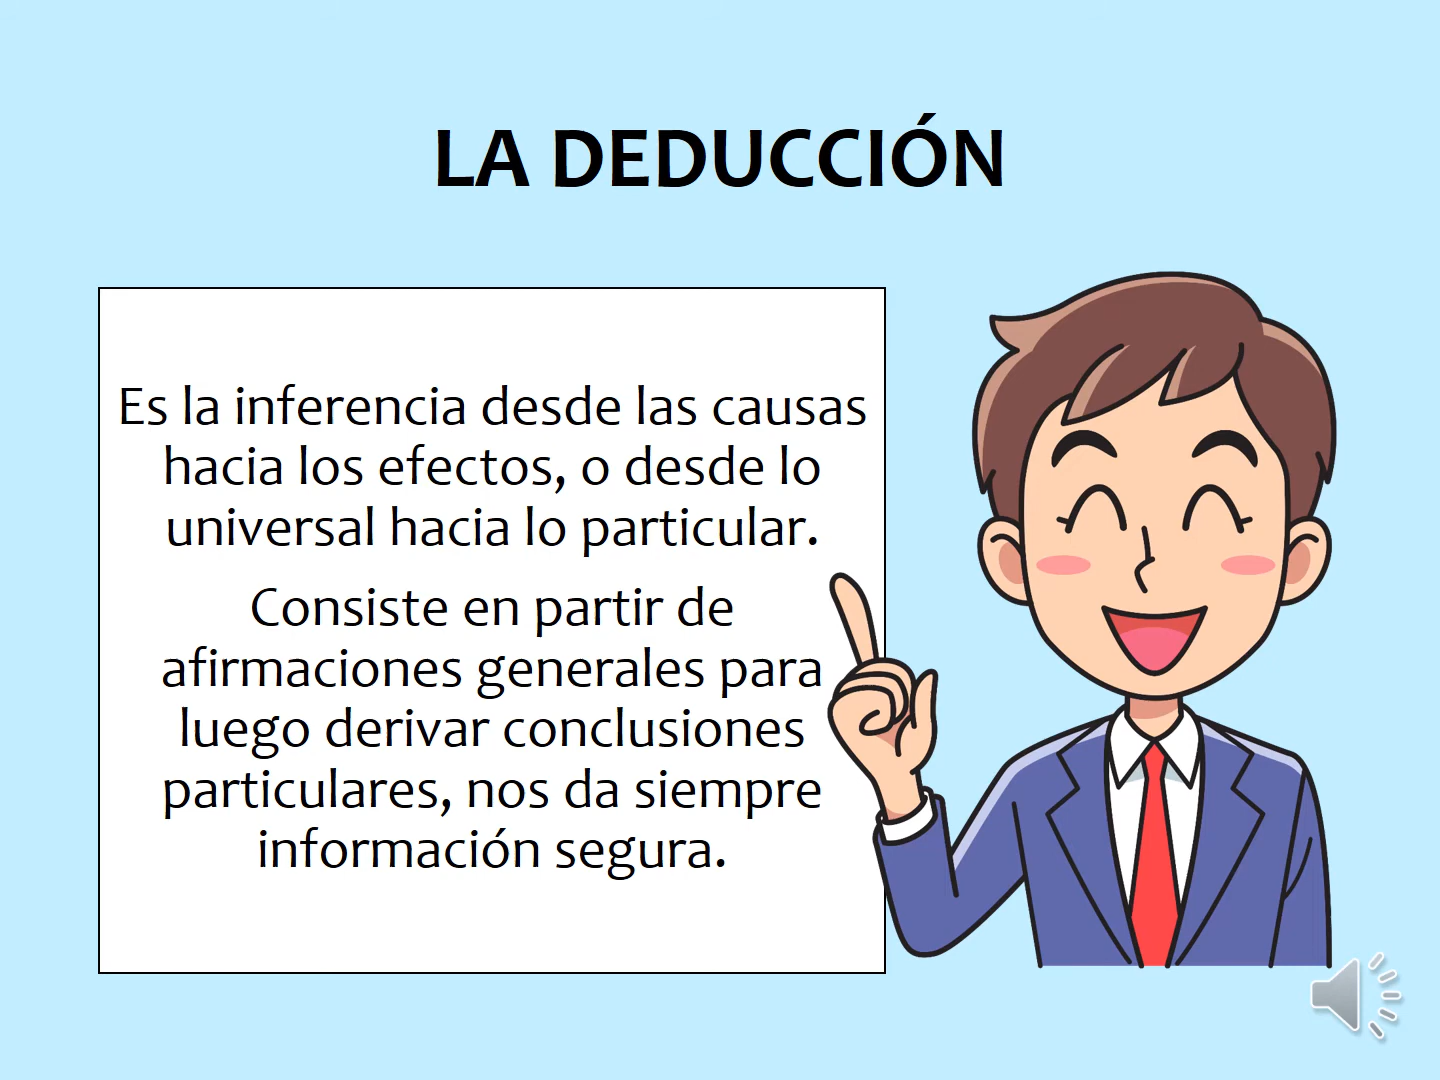 LA DEDUCCIÓN
Es la inferencia desde las causas
hacia los efectos, o desde lo
universal hacia lo particular.
Consiste en partir de
afirmaciones generales para
luego derivar conclusiones
particulares, nos da siempre
información segura.